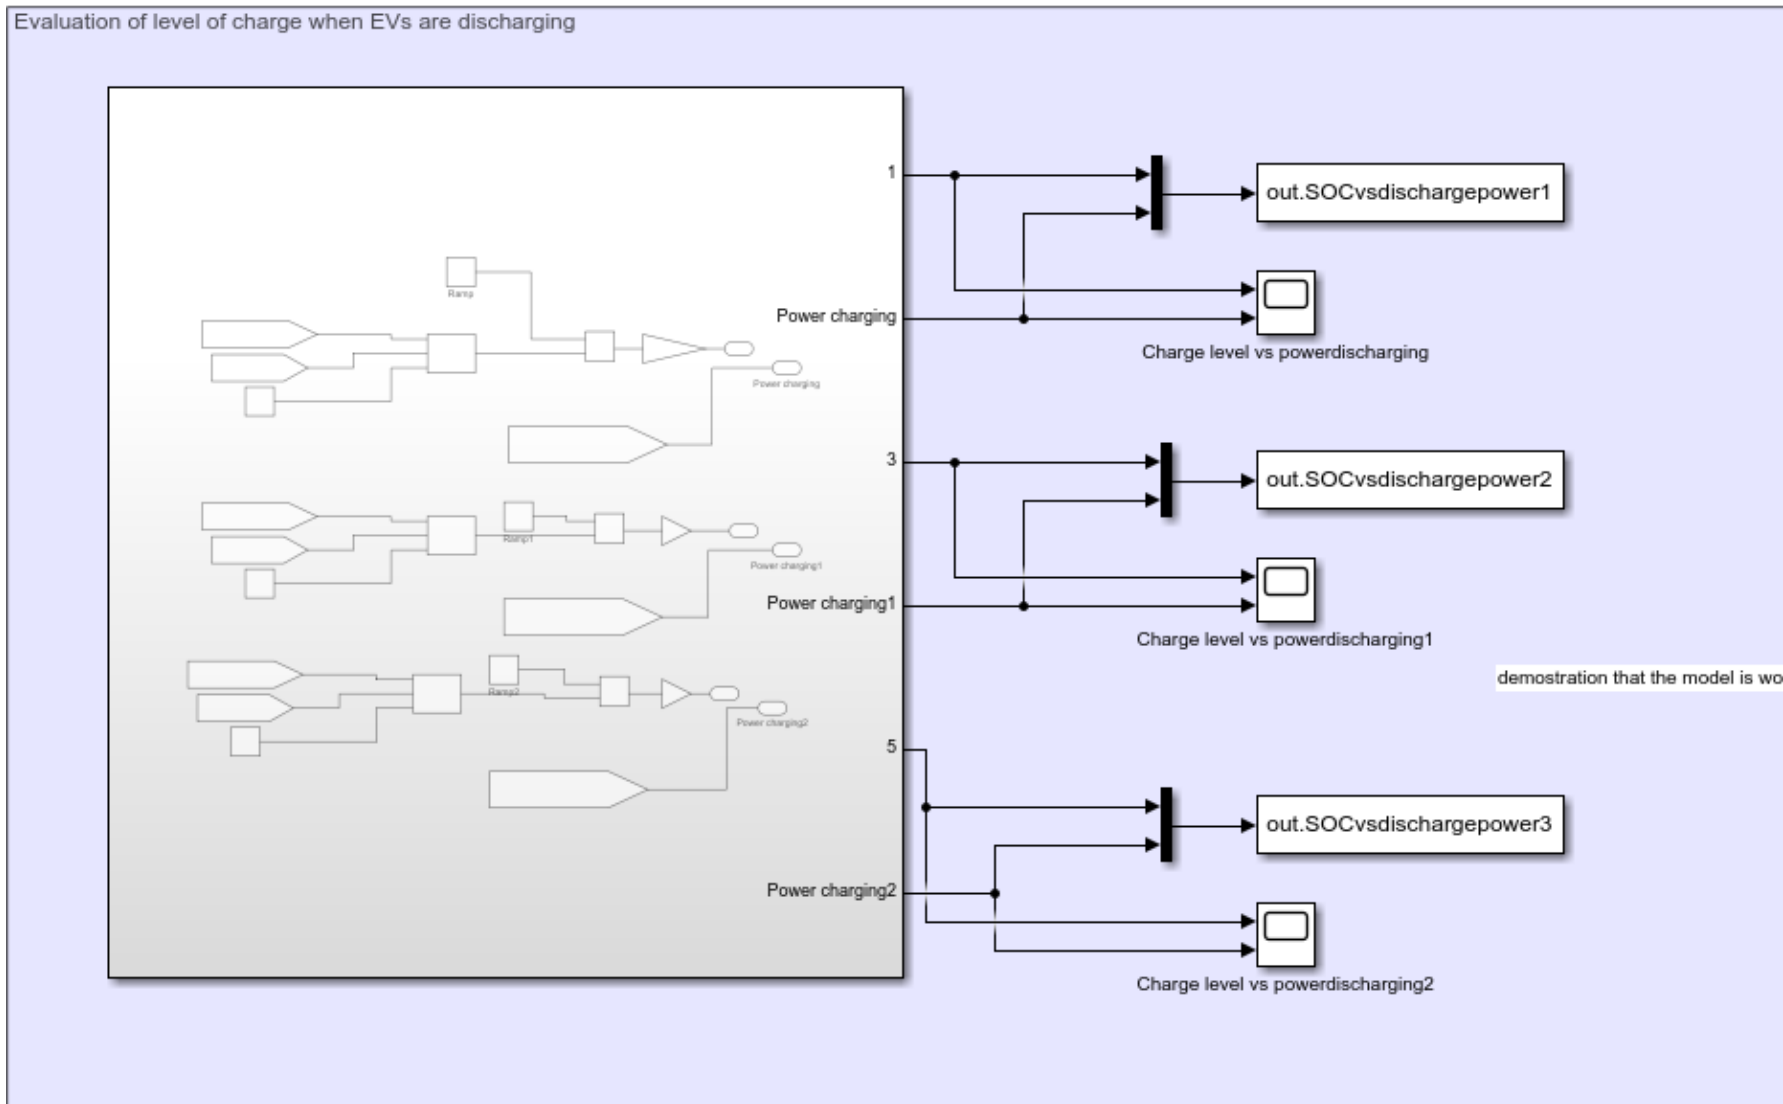 Evaluation of level of charge when EVs are discharging
1
out.SOCvsdischargepower1
Ramp
Power charging
Charge level vs powerdischarging
Power charging
3
out.SOCvsdischargepower2
Ramp1
Power charging1
Power charging1
Charge level vs powerdischarging1
Ramp2
demostration that the model is wo
Power charging2
5
out.SOCvsdischargepower3
Power charging2
Charge level vs powerdischarging2